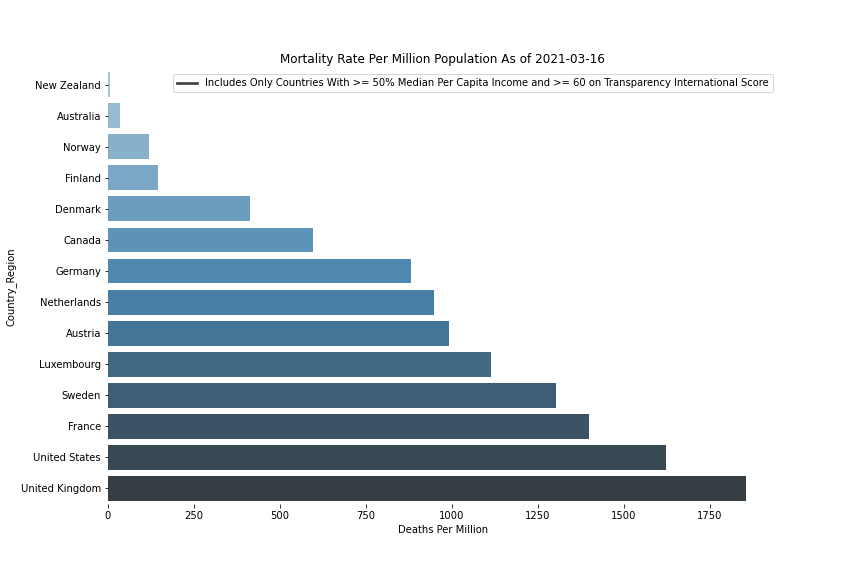 Mortality Rate Per Million Population As of 2021-03-16
Includes Only Countries With >= 50% Median Per Capita Income and >= 60 on Transparency International Score
Country_Region
New Zealand
Australia
Norway
Finland
Denmark
Canada
Germany
Netherlands
Austria
Luxembourg
Sweden
France
United States
United Kingdom
0 250 500 750 1000 1250 1500 1750
Deaths Per Million